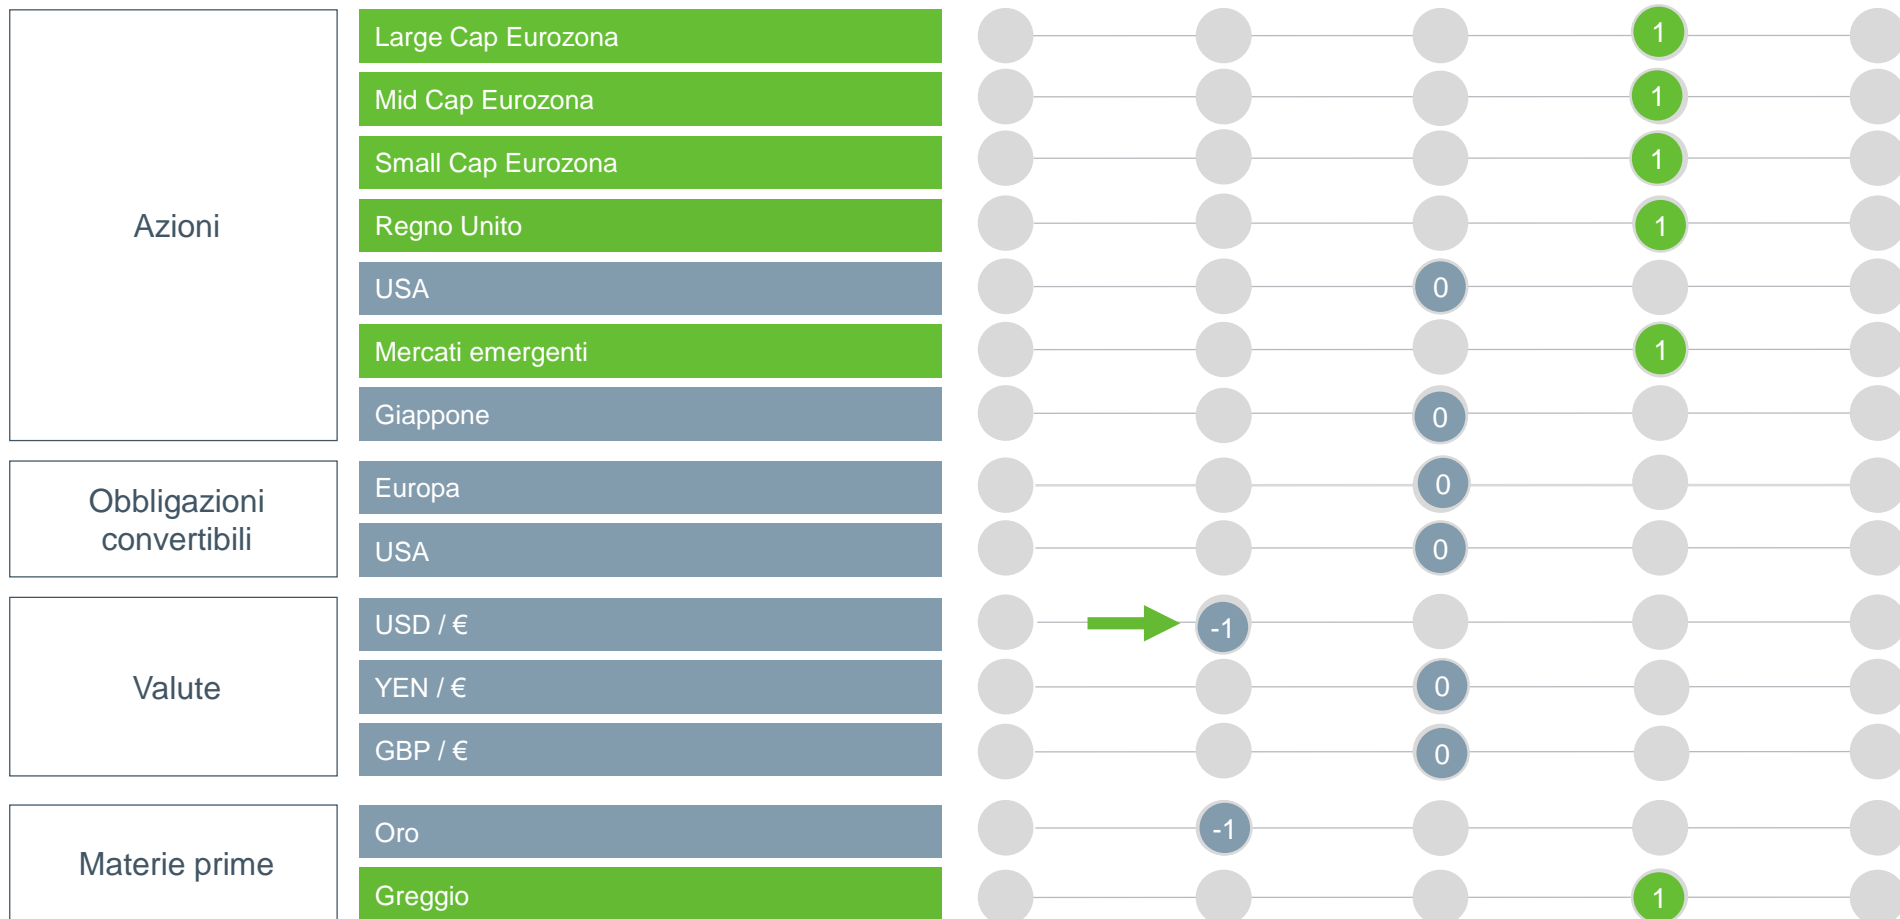 Azioni
Large Cap Eurozona
1
Mid Cap Eurozona
1
Small Cap Eurozona
1
Regno Unito
1
USA
0
Mercati emergenti
1
Giappone
0
Obbligazioni
convertibili
Europa
0
USA
0
Valute
USD / €
-1
YEN / €
0
GBP / €
0
Materie prime
Oro
-1
Greggio
1